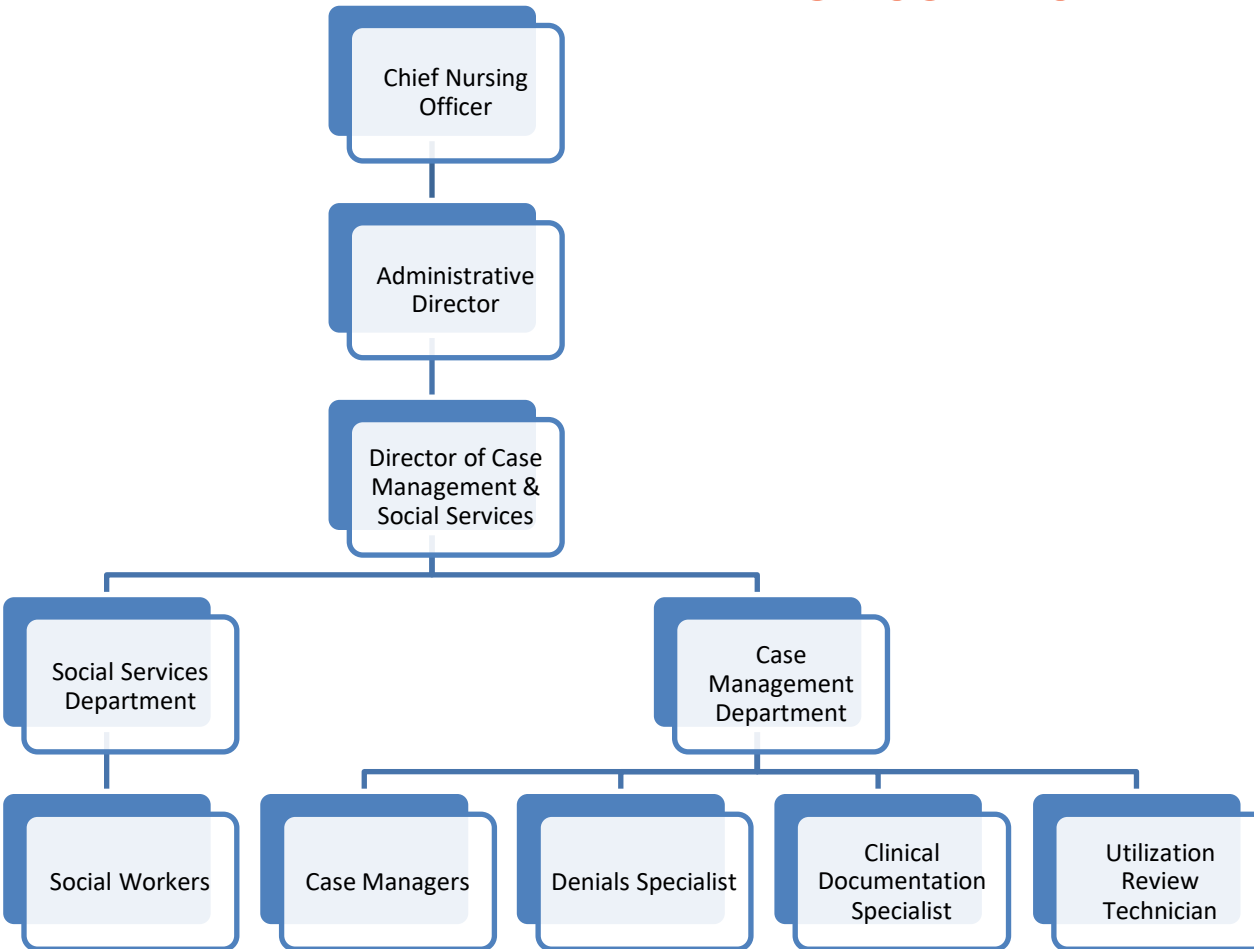 Chief Nursing
Officer
Administrative
Director
Director of Case
Management &
Social Services
Social Services
Department
Case
Management
Department
Social Workers
Case Managers
Denials Specialist
Clinical
Documentation
Specialist
Utilization
Review
Technician